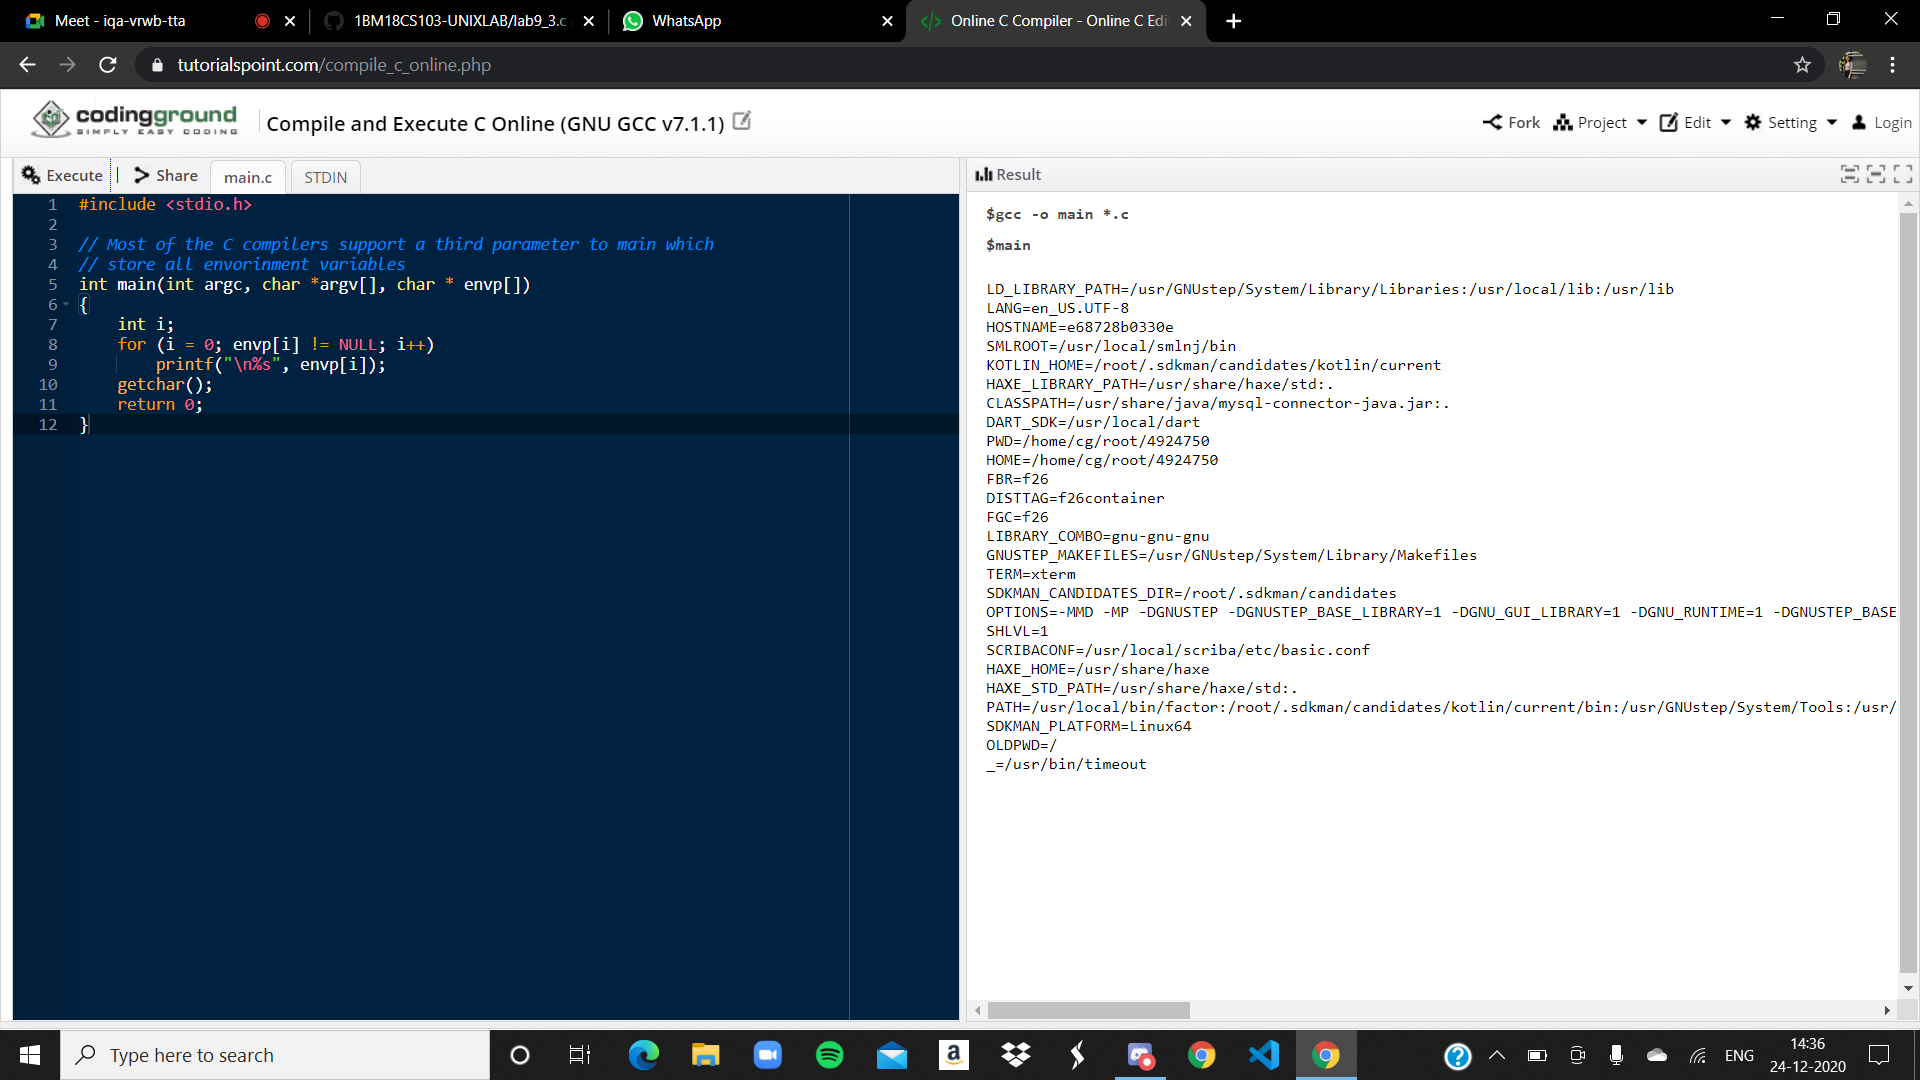 Meet - iqa-vrwb-tta
1BM18CS103-UNIXLAB/lab9_3.c
WhatsApp
Online C Compiler - Online C Edi
tutorialspoint.com/compile_c_online.php
codingground
SIMPLY EASY CODING
Compile and Execute C Online (GNU GCC v7.1.1)
Fork
Project
Edit
Setting
Login
Execute
Share
main.c
STDIN
1 #include <stdio.h>
2
3 // Most of the C compilers support a third parameter to main which
4 // store all envorinment variables
5 int main(int argc, char *argv[], char * envp[])
6 {
7 int i;
8 for (i = 0; envp[i] != NULL; i++)
9 printf("\n%s", envp[i]);
10 getchar();
11 return 0;
12 }
Result
$gcc -o main *.c
$main
LD_LIBRARY_PATH=/usr/GNUstep/System/Library/Libraries:/usr/local/lib:/usr/lib
LANG=en_US.UTF-8
HOSTNAME=e68728b0330e
SMLROOT=/usr/local/smlnj/bin
KOTLIN_HOME=/root/.sdkman/candidates/kotlin/current
HAXE_LIBRARY_PATH=/usr/share/haxe/std:.
CLASSPATH=/usr/share/java/mysql-connector-java.jar:.
DART_SDK=/usr/local/dart
PWD=/home/cg/root/4924750
HOME=/home/cg/root/4924750
FBR=f26
DISTTAG=f26container
FGC=f26
LIBRARY_COMBO=gnu-gnu-gnu
GNUSTEP_MAKEFILES=/usr/GNUstep/System/Library/Makefiles
TERM=xterm
SDKMAN_CANDIDATES_DIR=/root/.sdkman/candidates
OPTIONS=-MMD -MP -DGNUSTEP -DGNUSTEP_BASE_LIBRARY=1 -DGNU_GUI_LIBRARY=1 -DGNU_RUNTIME=1 -DGNUSTEP_BASE_
SHLVL=1
SCRIBACONF=/usr/local/scriba/etc/basic.conf
HAXE_HOME=/usr/share/haxe
HAXE_STD_PATH=/usr/share/haxe/std:.
PATH=/usr/local/bin/factor:/root/.sdkman/candidates/kotlin/current/bin:/usr/GNUstep/System/Tools:/usr/
SDKMAN_PLATFORM=Linux64
OLDPWD=/
_=/usr/bin/timeout
Type here to search
ENG
14:36
24-12-2020